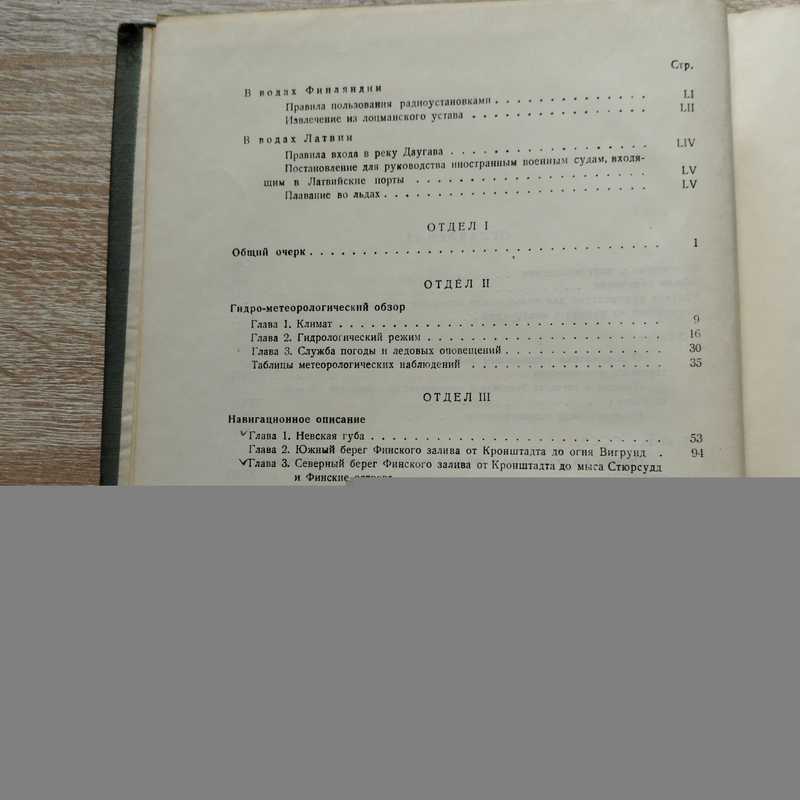 Стр.
В водах Финляндии
Правила пользования радиоустановками . . . . . . . . . . . . LI
Извлечение из лоцманского устава . . . . . . . . . . . . . . LII
В водах Латвии
Правила входа в реку Даугава . . . . . . . . . . . . . . . . LIV
Постановление для руководства иностранным военным судам, входя-
щим в Латвийские порты . . . . . . . . . . . . . . . . . . LV
Плавание во льдах . . . . . . . . . . . . . . . . . . . . . LV
ОТДЕЛ I
Общий очерк . . . . . . . . . . . . . . . . . . . . . . . . 1
ОТДЕЛ II
Гидро-метеорологический обзор
Глава 1. Климат . . . . . . . . . . . . . . . . . . . . . . 9
Глава 2. Гидрологический режим . . . . . . . . . . . . . . . 16
Глава 3. Служба погоды и ледовых оповещений . . . . . . . . 30
Таблицы метеорологических наблюдений . . . . . . . . . . . . 35
ОТДЕЛ III
Навигационное описание
Глава 1. Невская губа . . . . . . . . . . . . . . . . . . . 53
Глава 2. Южный берег Финского залива от Кронштадта до огня Вигрунд . 94
Глава 3. Северный берег Финского залива от Кронштадта до мыса Стюрсудд
и Финские